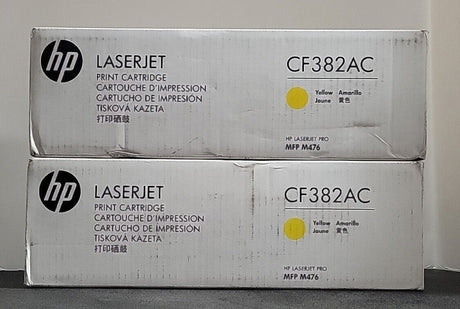 hp
LASERJET
PRINT CARTRIDGE
CARTOUCHE D'IMPRESSION
CARTUCHO DE IMPRESIÓN
TISKOVÁ KAZETA
打印硒鼓
CF382AC
Yellow Amarillo
Jaune 黄色
HP LASERJET PRO
MFP M476
hp
LASERJET
PRINT CARTRIDGE
CARTOUCHE D'IMPRESSION
CARTUCHO DE IMPRESIÓN
TISKOVÁ KAZETA
打印硒鼓
CF382AC
Yellow Amarillo
Jaune 黄色
HP LASERJET PRO
MFP M476